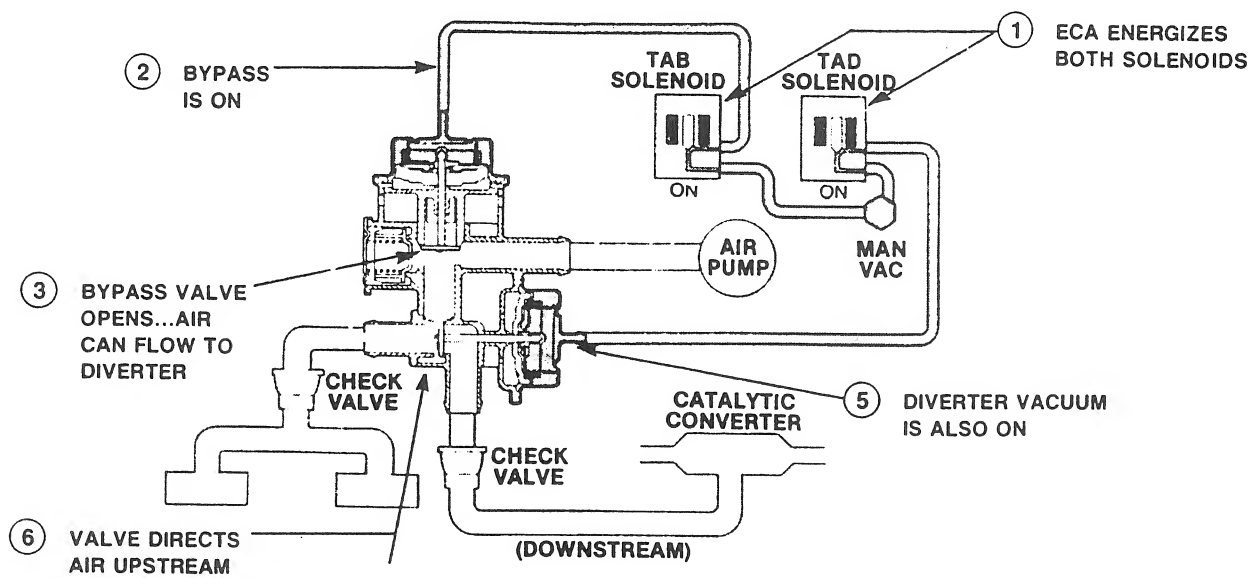 1 ECA ENERGIZES
BOTH SOLENOIDS
2 BYPASS
IS ON
TAB
SOLENOID
TAD
SOLENOID
ON
ON
AIR
PUMP
MAN
VAC
3 BYPASS VALVE
OPENS...AIR
CAN FLOW TO
DIVERTER
CHECK
VALVE
CATALYTIC
CONVERTER
5 DIVERTER VACUUM
IS ALSO ON
CHECK
VALVE
6 VALVE DIRECTS
AIR UPSTREAM
(DOWNSTREAM)